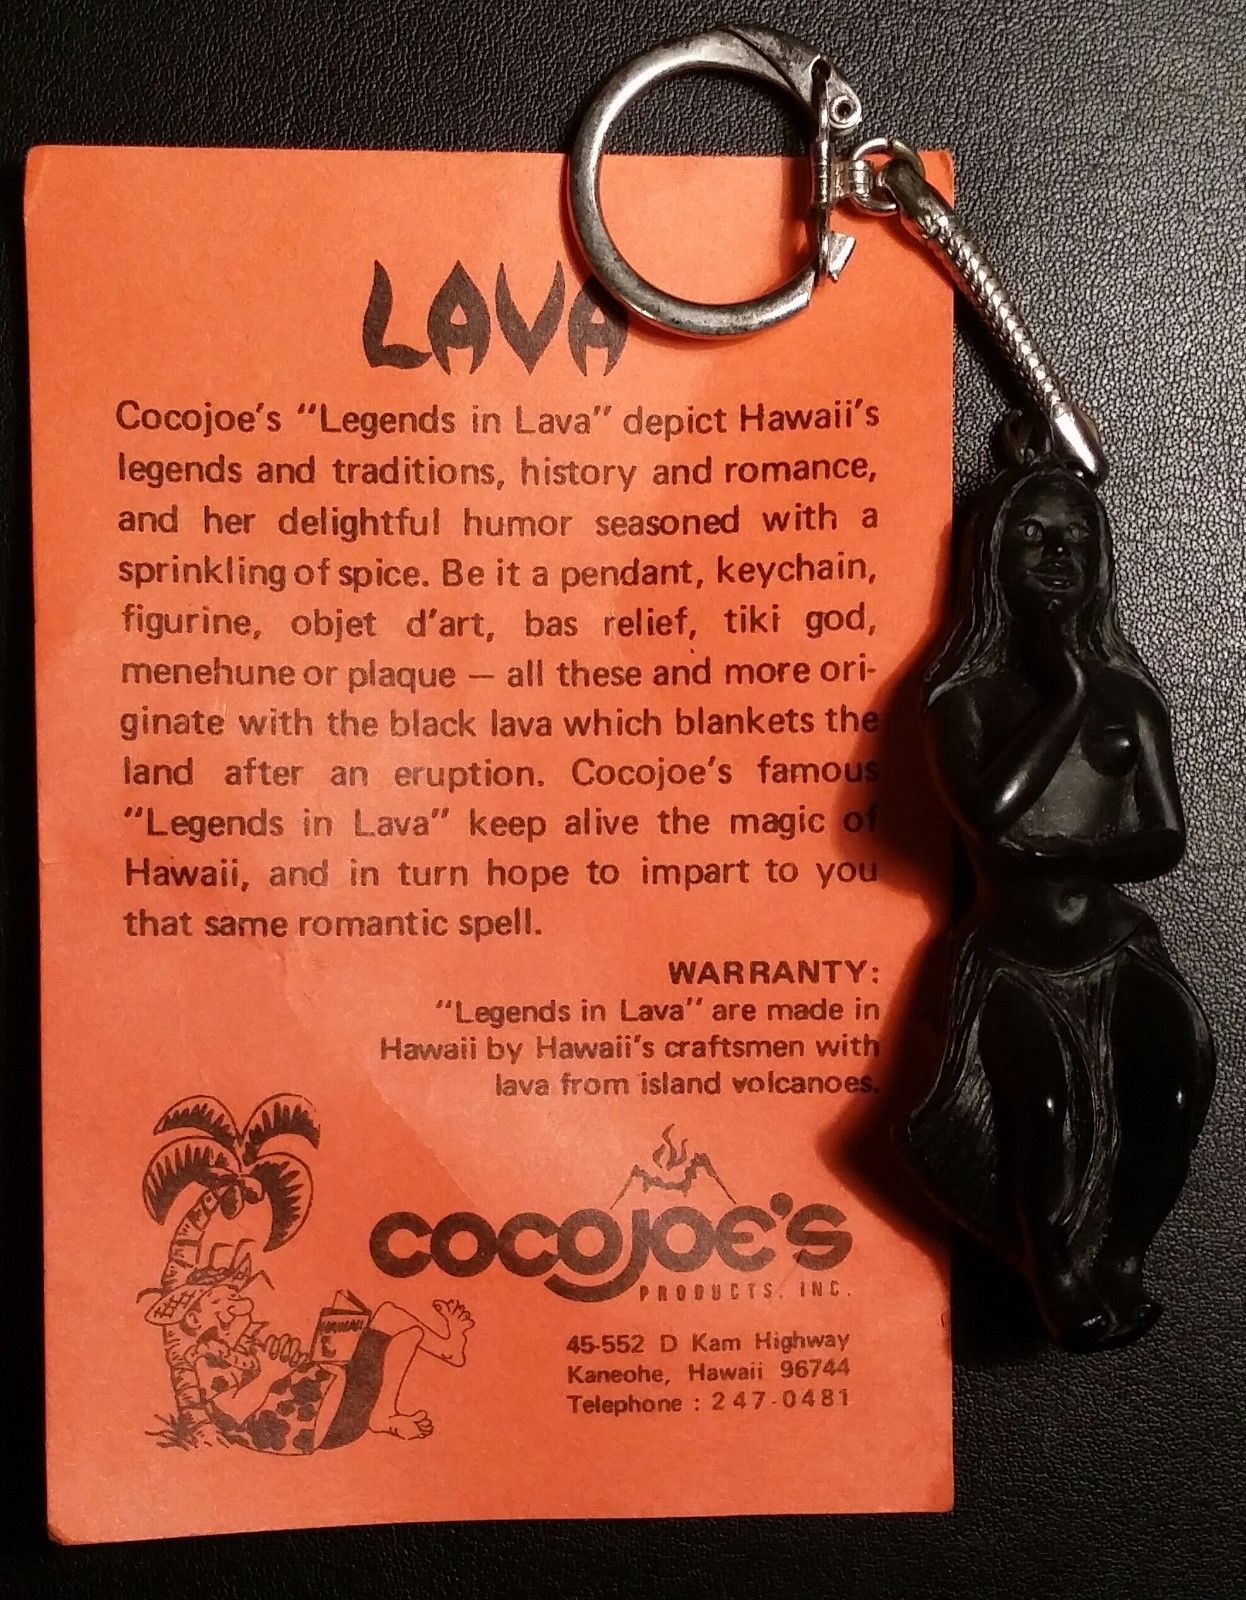 LAVA
Cocojoe's "Legends in Lava" depict Hawaii's
legends and traditions, history and romance,
and her delightful humor seasoned with a
sprinkling of spice. Be it a pendant, keychain,
figurine, objet d'art, bas relief, tiki god,
menehune or plaque — all these and more ori-
ginate with the black lava which blankets the
land after an eruption. Cocojoe's famous
"Legends in Lava" keep alive the magic of
Hawaii, and in turn hope to impart to you
that same romantic spell.
WARRANTY:
"Legends in Lava" are made in
Hawaii by Hawaii's craftsmen with
lava from island volcanoes.
COCOJOE'S
PRODUCTS, INC.
HAWAII
45-552 D Kam Highway
Kaneohe, Hawaii 96744
Telephone : 247-0481